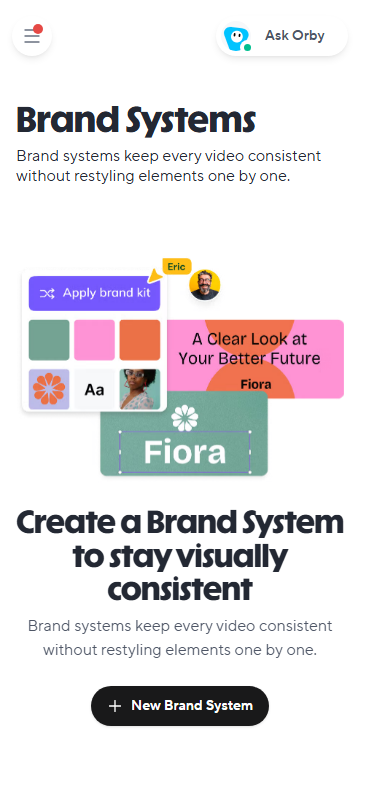 Ask Orby
Brand Systems
Brand systems keep every video consistent
without restyling elements one by one.
Eric
Apply brand kit
A Clear Look at
Your Better Future
Fiora
Aa
Fiora
Create a Brand System
to stay visually
consistent
Brand systems keep every video consistent
without restyling elements one by one.
New Brand System